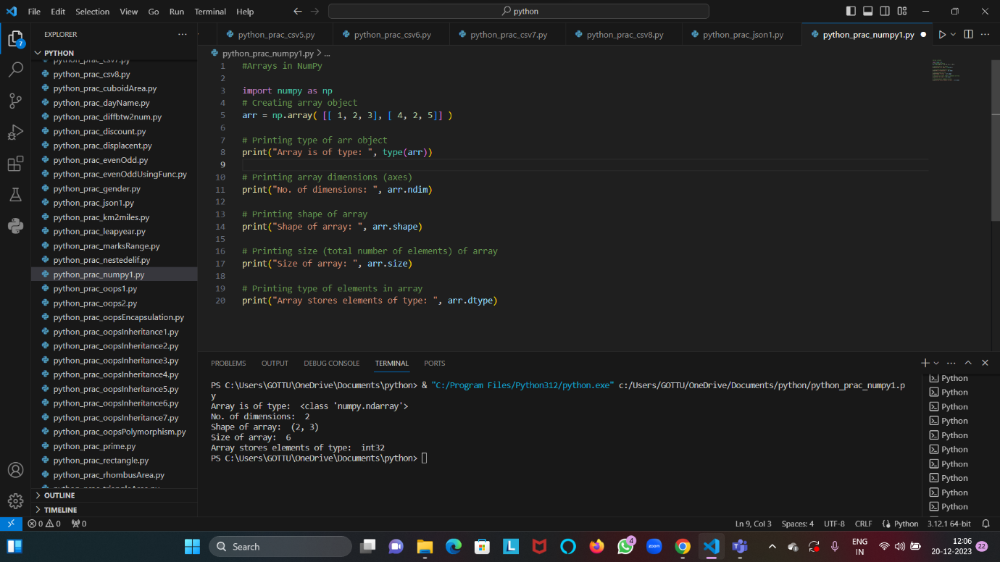 File Edit Selection View Go Run Terminal Help
python
EXPLORER
python_prac_csv5.py
python_prac_csv6.py
python_prac_csv7.py
python_prac_csv8.py
python_prac_json1.py
python_prac_numpy1.py
7
PYTHON
python_prac_csv7.py
python_prac_csv8.py
python_prac_cuboidArea.py
python_prac_dayName.py
python_prac_diffbtw2num.py
python_prac_discount.py
python_prac_displacent.py
python_prac_evenOdd.py
python_prac_evenOddUsingFunc.py
python_prac_gender.py
python_prac_json1.py
python_prac_km2miles.py
python_prac_leapyear.py
python_prac_marksRange.py
python_prac_nestedelif.py
python_prac_numpy1.py
python_prac_oops1.py
python_prac_oops2.py
python_prac_oopsEncapsulation.py
python_prac_oopsInheritance1.py
python_prac_oopsInheritance2.py
python_prac_oopsInheritance3.py
python_prac_oopsInheritance4.py
python_prac_oopsInheritance5.py
python_prac_oopsInheritance6.py
python_prac_oopsInheritance7.py
python_prac_oopsPolymorphism.py
python_prac_prime.py
python_prac_rectangle.py
python_prac_rhombusArea.py
OUTLINE
TIMELINE
python_prac_numpy1.py > ...
1 #Arrays in NumPy
2
3 import numpy as np
4 # Creating array object
5 arr = np.array( [[ 1, 2, 3], [ 4, 2, 5]] )
6
7 # Printing type of arr object
8 print("Array is of type: ", type(arr))
9
10 # Printing array dimensions (axes)
11 print("No. of dimensions: ", arr.ndim)
12
13 # Printing shape of array
14 print("Shape of array: ", arr.shape)
15
16 # Printing size (total number of elements) of array
17 print("Size of array: ", arr.size)
18
19 # Printing type of elements in array
20 print("Array stores elements of type: ", arr.dtype)
PROBLEMS OUTPUT DEBUG CONSOLE TERMINAL PORTS
PS C:\Users\GOTTU\OneDrive\Documents\python> & "C:/Program Files/Python312/python.exe" c:/Users/GOTTU/OneDrive/Documents/python/python_prac_numpy1.p
y
Array is of type:  <class 'numpy.ndarray'>
No. of dimensions:  2
Shape of array:  (2, 3)
Size of array:  6
Array stores elements of type:  int32
PS C:\Users\GOTTU\OneDrive\Documents\python>
Python
Python
Python
Python
Python
Python
Python
Python
Python
Python
0 0 0
Ln 9, Col 3 Spaces: 4 UTF-8 CRLF Python 3.12.1 64-bit
Search
L
4
zoom
ENG
IN
12:06
20-12-2023
22